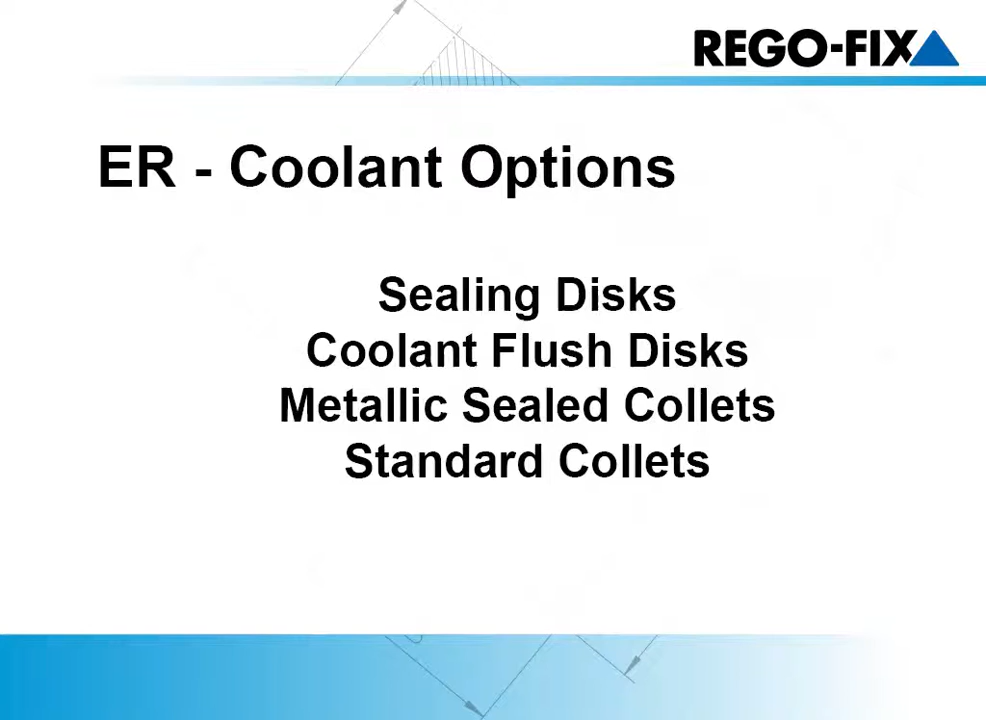 REGO-FIX
ER - Coolant Options
Sealing Disks
Coolant Flush Disks
Metallic Sealed Collets
Standard Collets